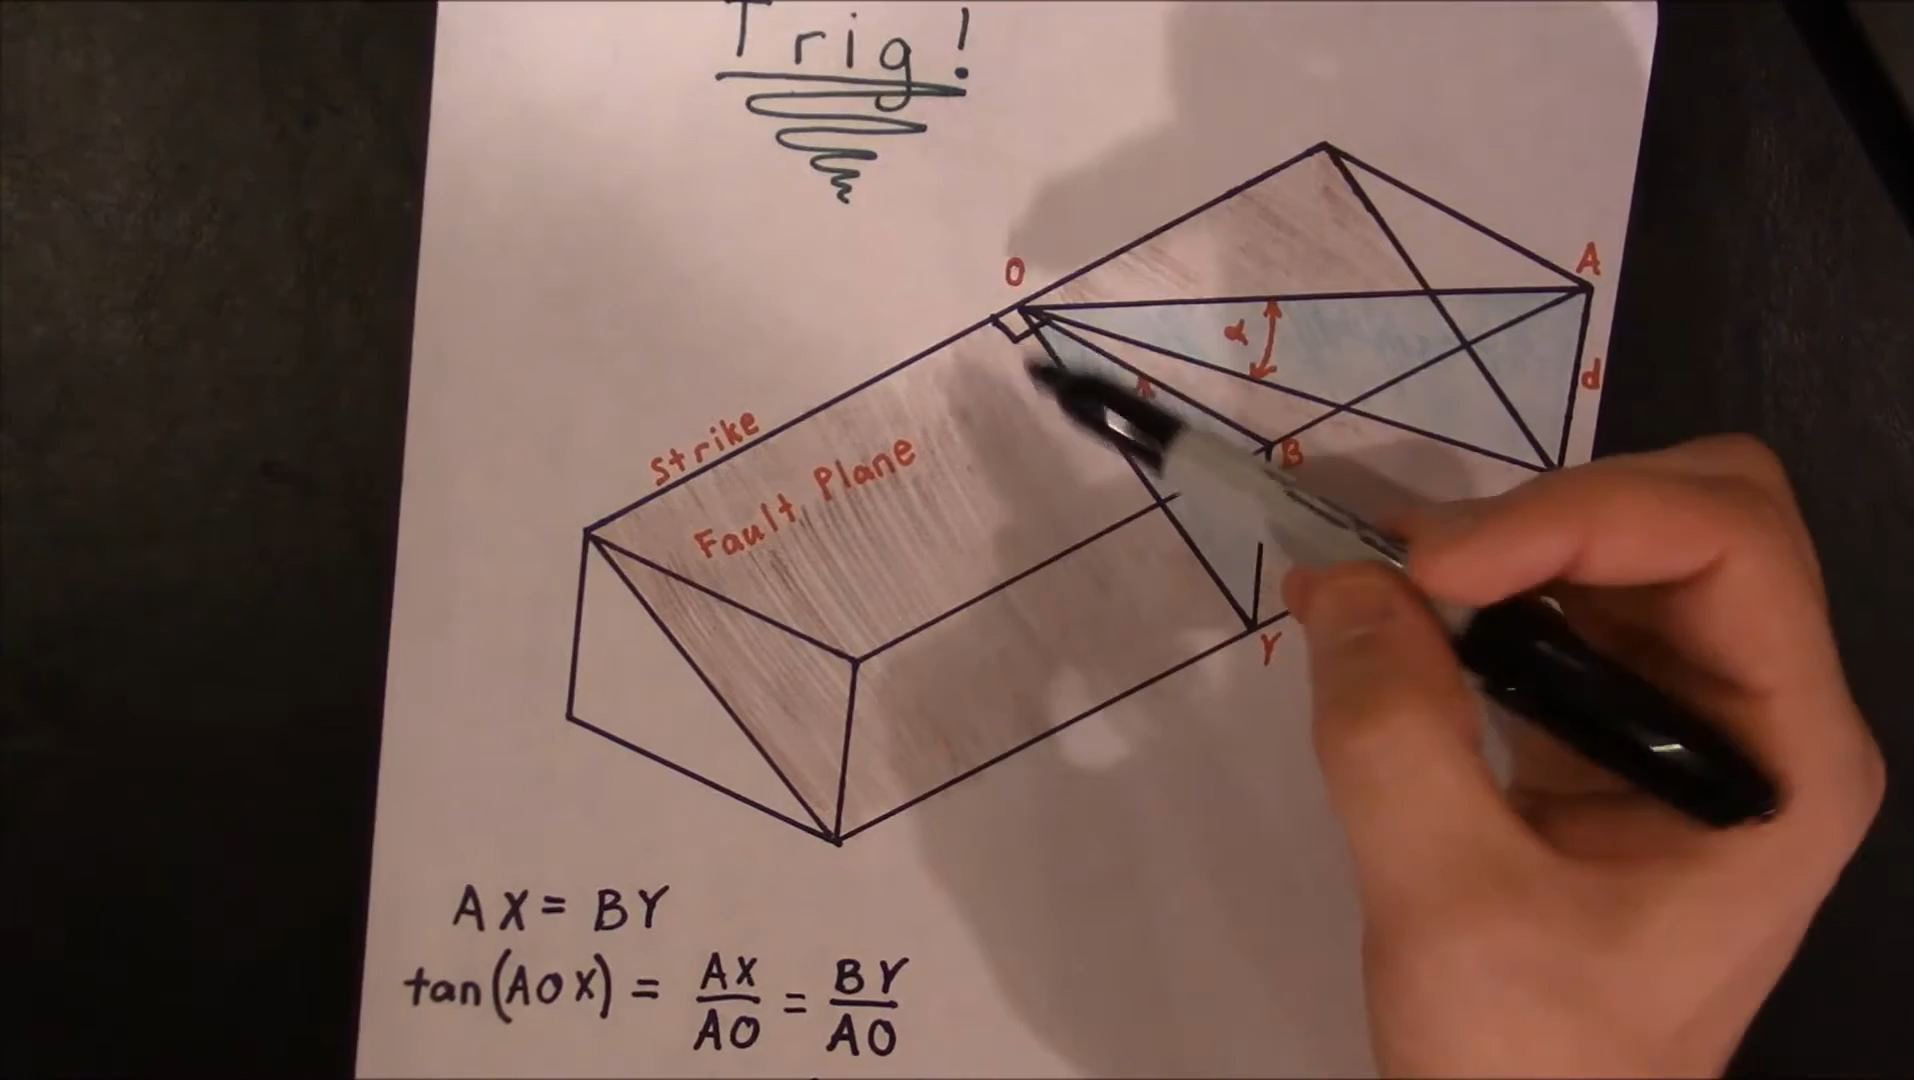 Trig!
O
A
α
d
Strike
B
Fault Plane
Y
AX = BY
tan(AOX) = AX/AO = BY/AO